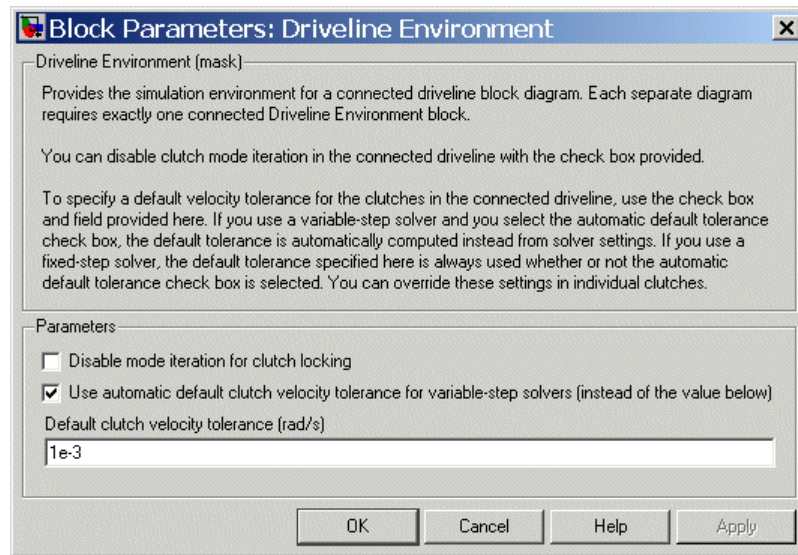 Block Parameters: Driveline Environment
Driveline Environment (mask)
Provides the simulation environment for a connected driveline block diagram. Each separate diagram
requires exactly one connected Driveline Environment block.
You can disable clutch mode iteration in the connected driveline with the check box provided.
To specify a default velocity tolerance for the clutches in the connected driveline, use the check box
and field provided here. If you use a variable-step solver and you select the automatic default tolerance
check box, the default tolerance is automatically computed instead from solver settings. If you use a
fixed-step solver, the default tolerance specified here is always used whether or not the automatic
default tolerance check box is selected. You can override these settings in individual clutches.
Parameters
Disable mode iteration for clutch locking
Use automatic default clutch velocity tolerance for variable-step solvers (instead of the value below)
Default clutch velocity tolerance (rad/s)
1e-3
OK Cancel Help Apply